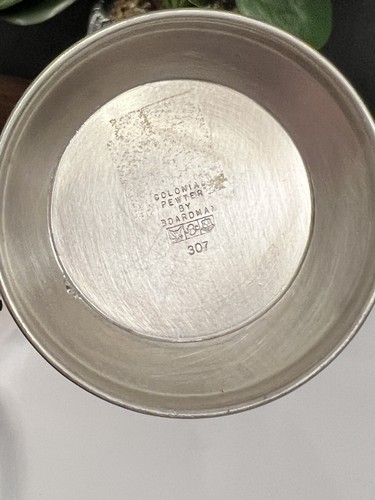 COLONIAL
PEWTER
BY
BOARDMAN
307